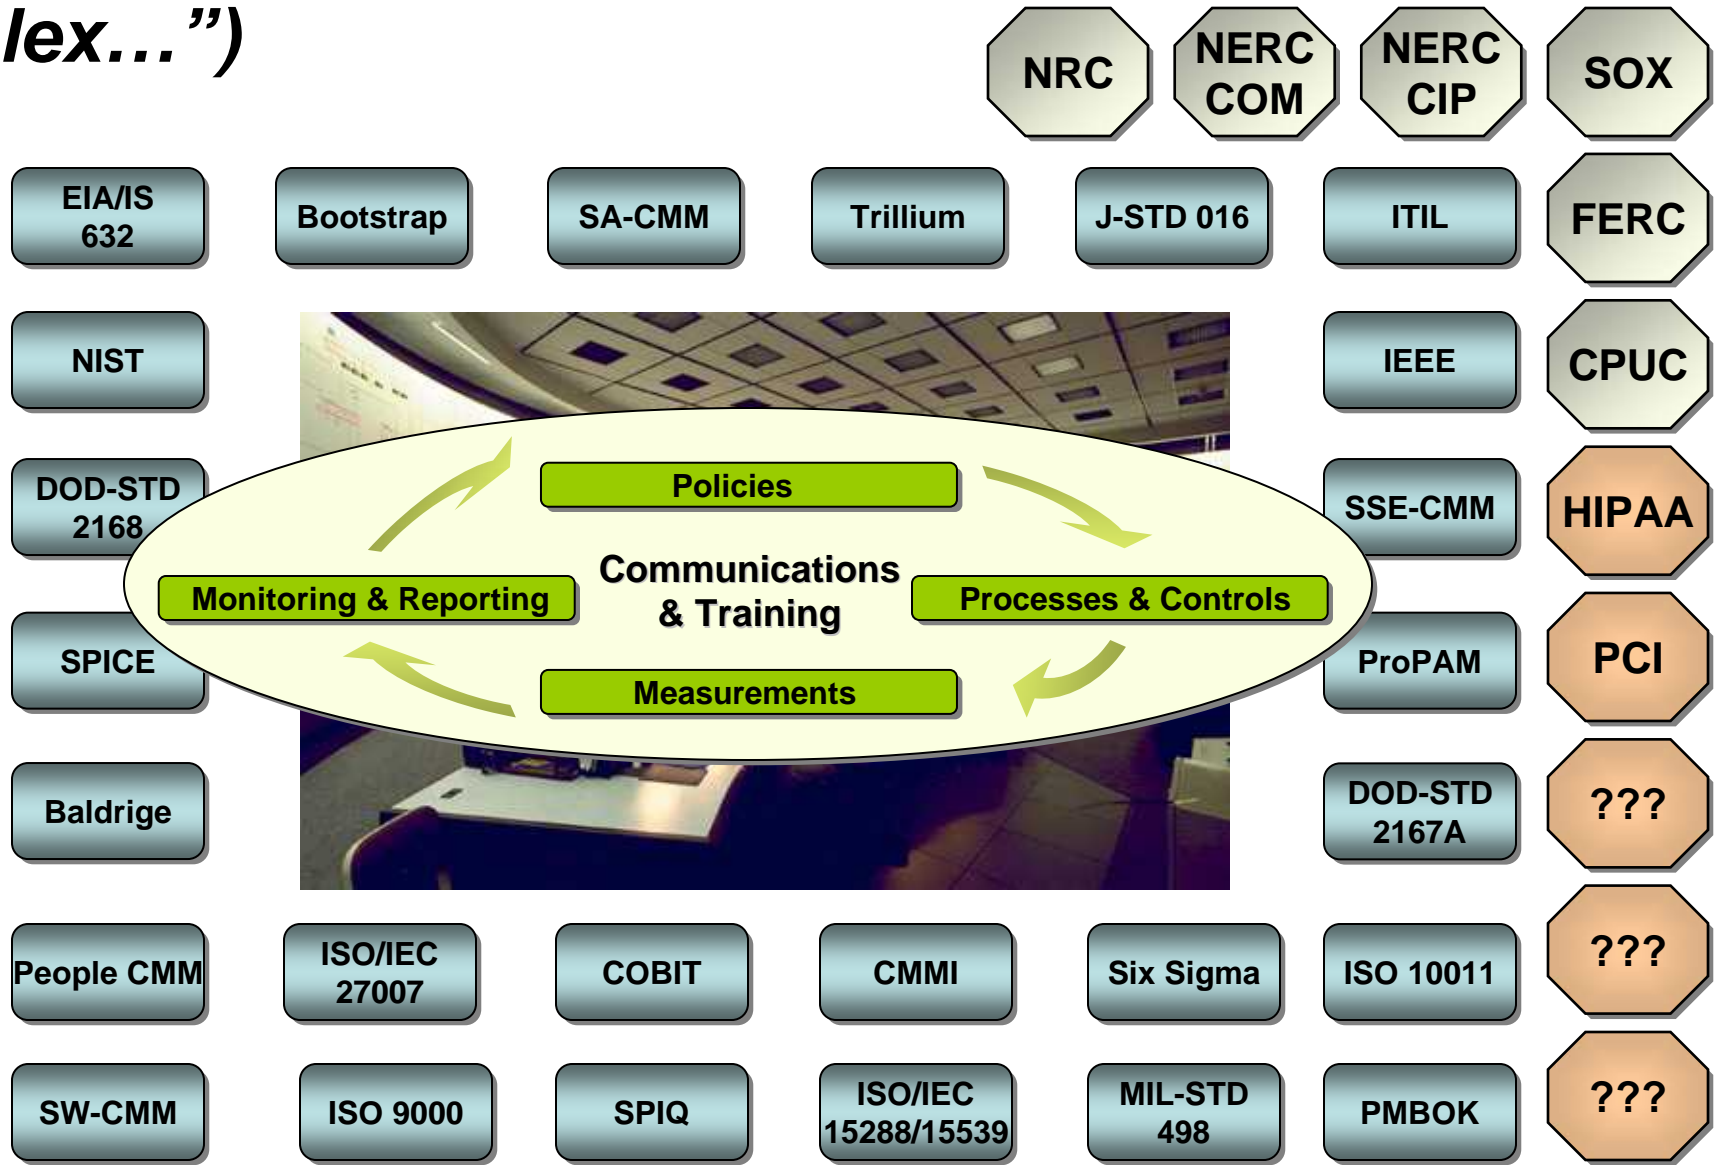 lex…”)
NRC
NERC
COM
NERC
CIP
SOX
EIA/IS
632
Bootstrap
SA-CMM
Trillium
J-STD 016
ITIL
FERC
NIST
IEEE
CPUC
DOD-STD
2168
Policies
SSE-CMM
HIPAA
Communications
& Training
Monitoring & Reporting
Processes & Controls
SPICE
Measurements
ProPAM
PCI
Baldrige
DOD-STD
2167A
???
People CMM
ISO/IEC
27007
COBIT
CMMI
Six Sigma
ISO 10011
???
SW-CMM
ISO 9000
SPIQ
ISO/IEC
15288/15539
MIL-STD
498
PMBOK
???